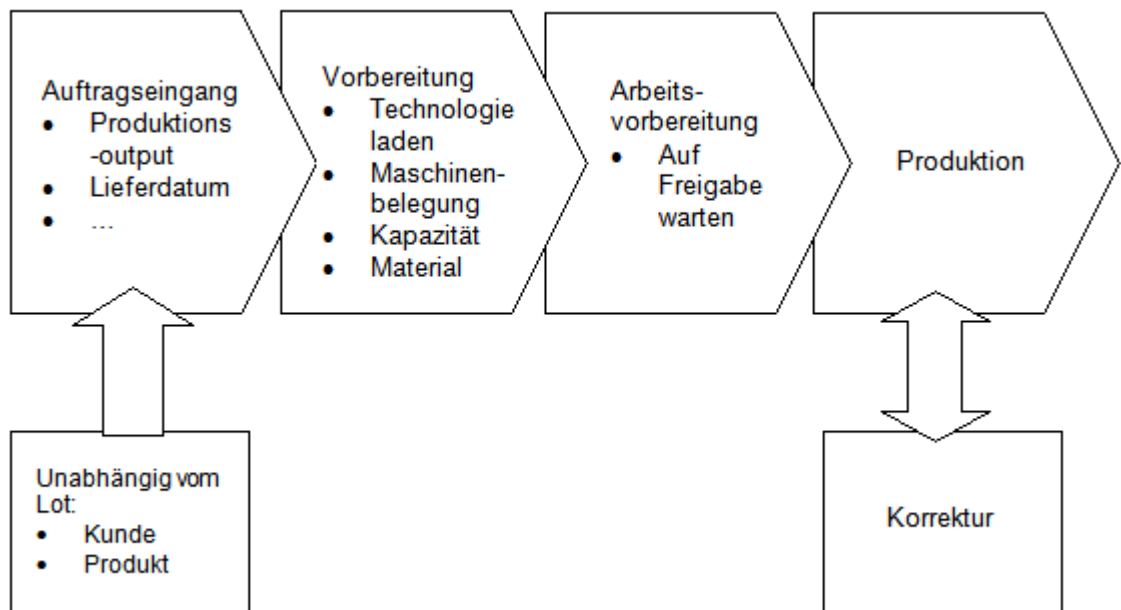 Auftragseingang
• Produktions
-output
• Lieferdatum
• ...
Vorbereitung
• Technologie
laden
• Maschinen-
belegung
• Kapazität
• Material
Arbeits-
vorbereitung
• Auf
Freigabe
warten
Produktion
Unabhängig vom
Lot:
• Kunde
• Produkt
Korrektur